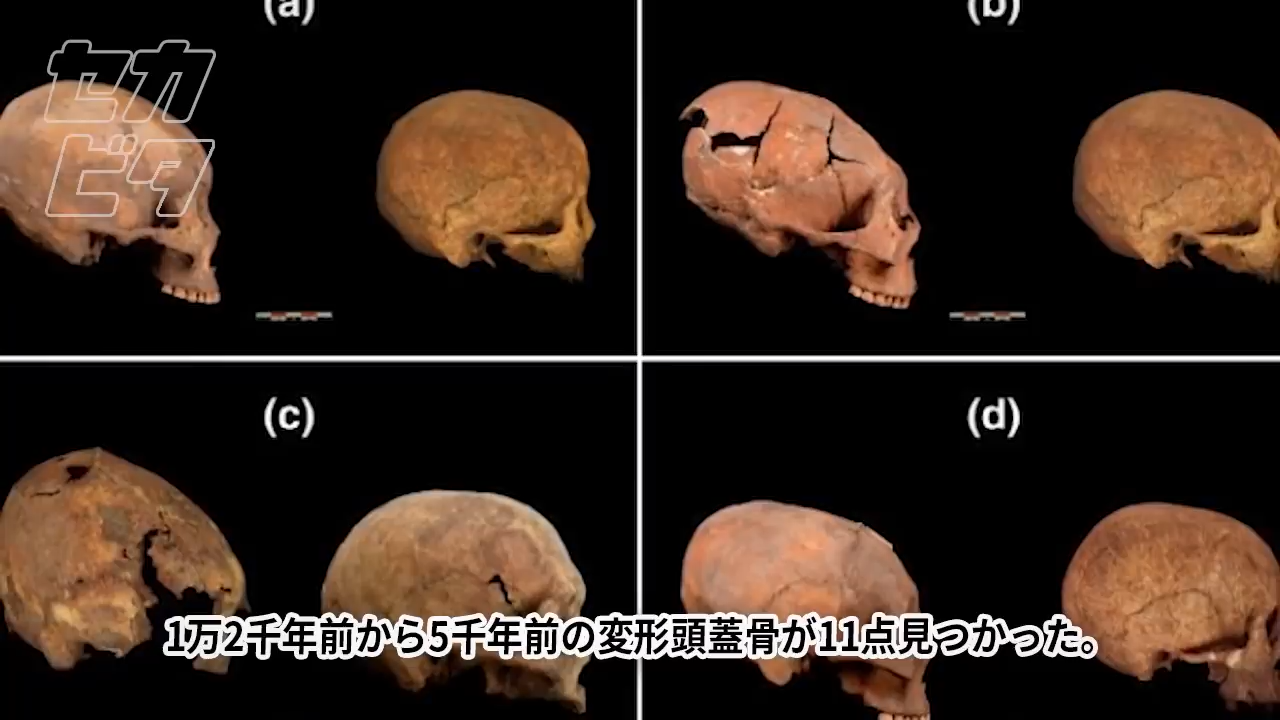 (a)
(b)
セカ
ビタ
(c)
(d)
1万2千年前から5千年前の変形頭蓋骨が11点見つかった。